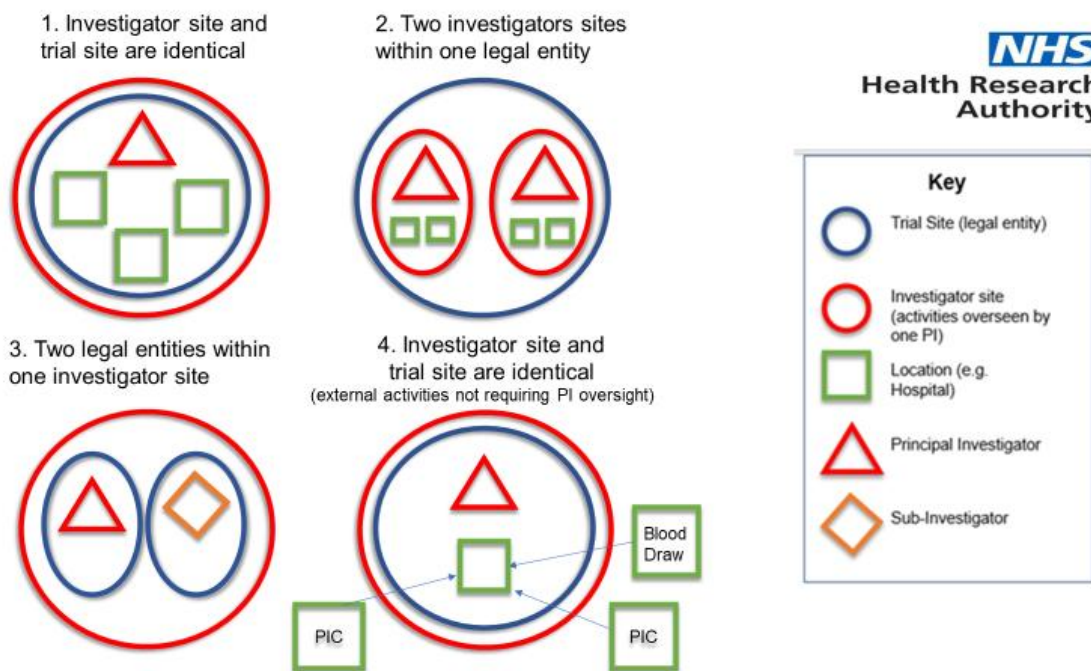 1. Investigator site and
trial site are identical
2. Two investigators sites
within one legal entity
NHS
Health Research
Authority
Key
Trial Site (legal entity)
Investigator site
(activities overseen by
one PI)
Location (e.g.
Hospital)
Principal Investigator
Sub-Investigator
3. Two legal entities within
one investigator site
4. Investigator site and
trial site are identical
(external activities not requiring PI oversight)
Blood
Draw
PIC
PIC